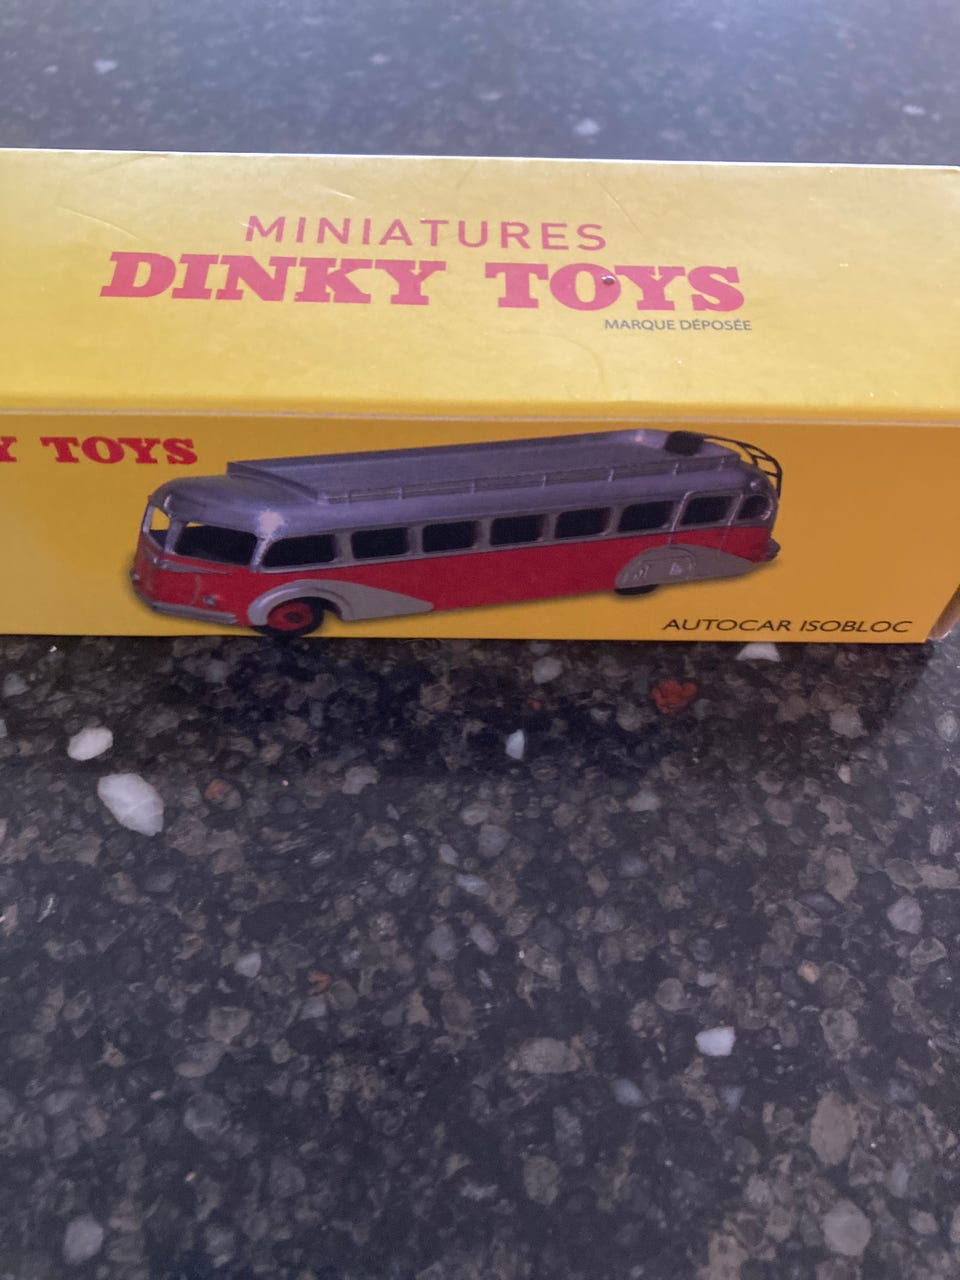 MINIATURES
DINKY TOYS
MARQUE DÉPOSÉE
Y TOYS
AUTOCAR ISOBLOC